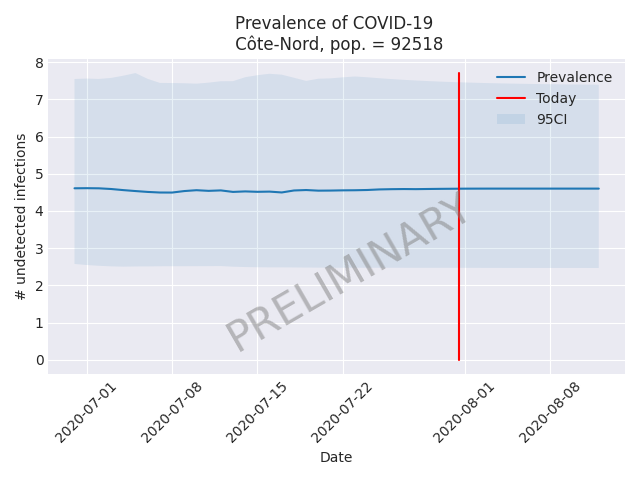 Prevalence of COVID-19
Côte-Nord, pop. = 92518
8
7
6
5
4
3
2
1
0
# undetected infections
Prevalence
Today
95CI
PRELIMINARY
2020-07-01
2020-07-08
2020-07-15
2020-07-22
2020-08-01
2020-08-08
Date